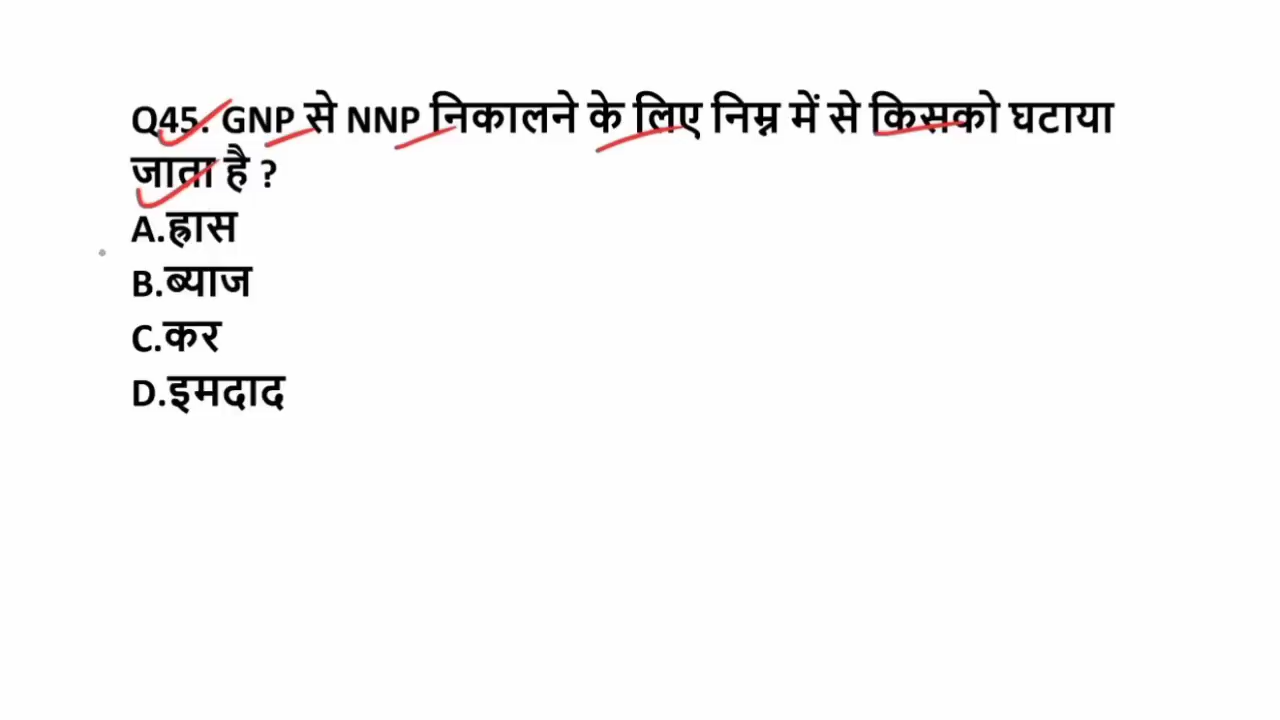 Q45. GNP से NNP निकालने के लिए निम्न में से किसको घटाया
जाता है ?
A.ह्रास
B.ब्याज
C.कर
D.इमदाद